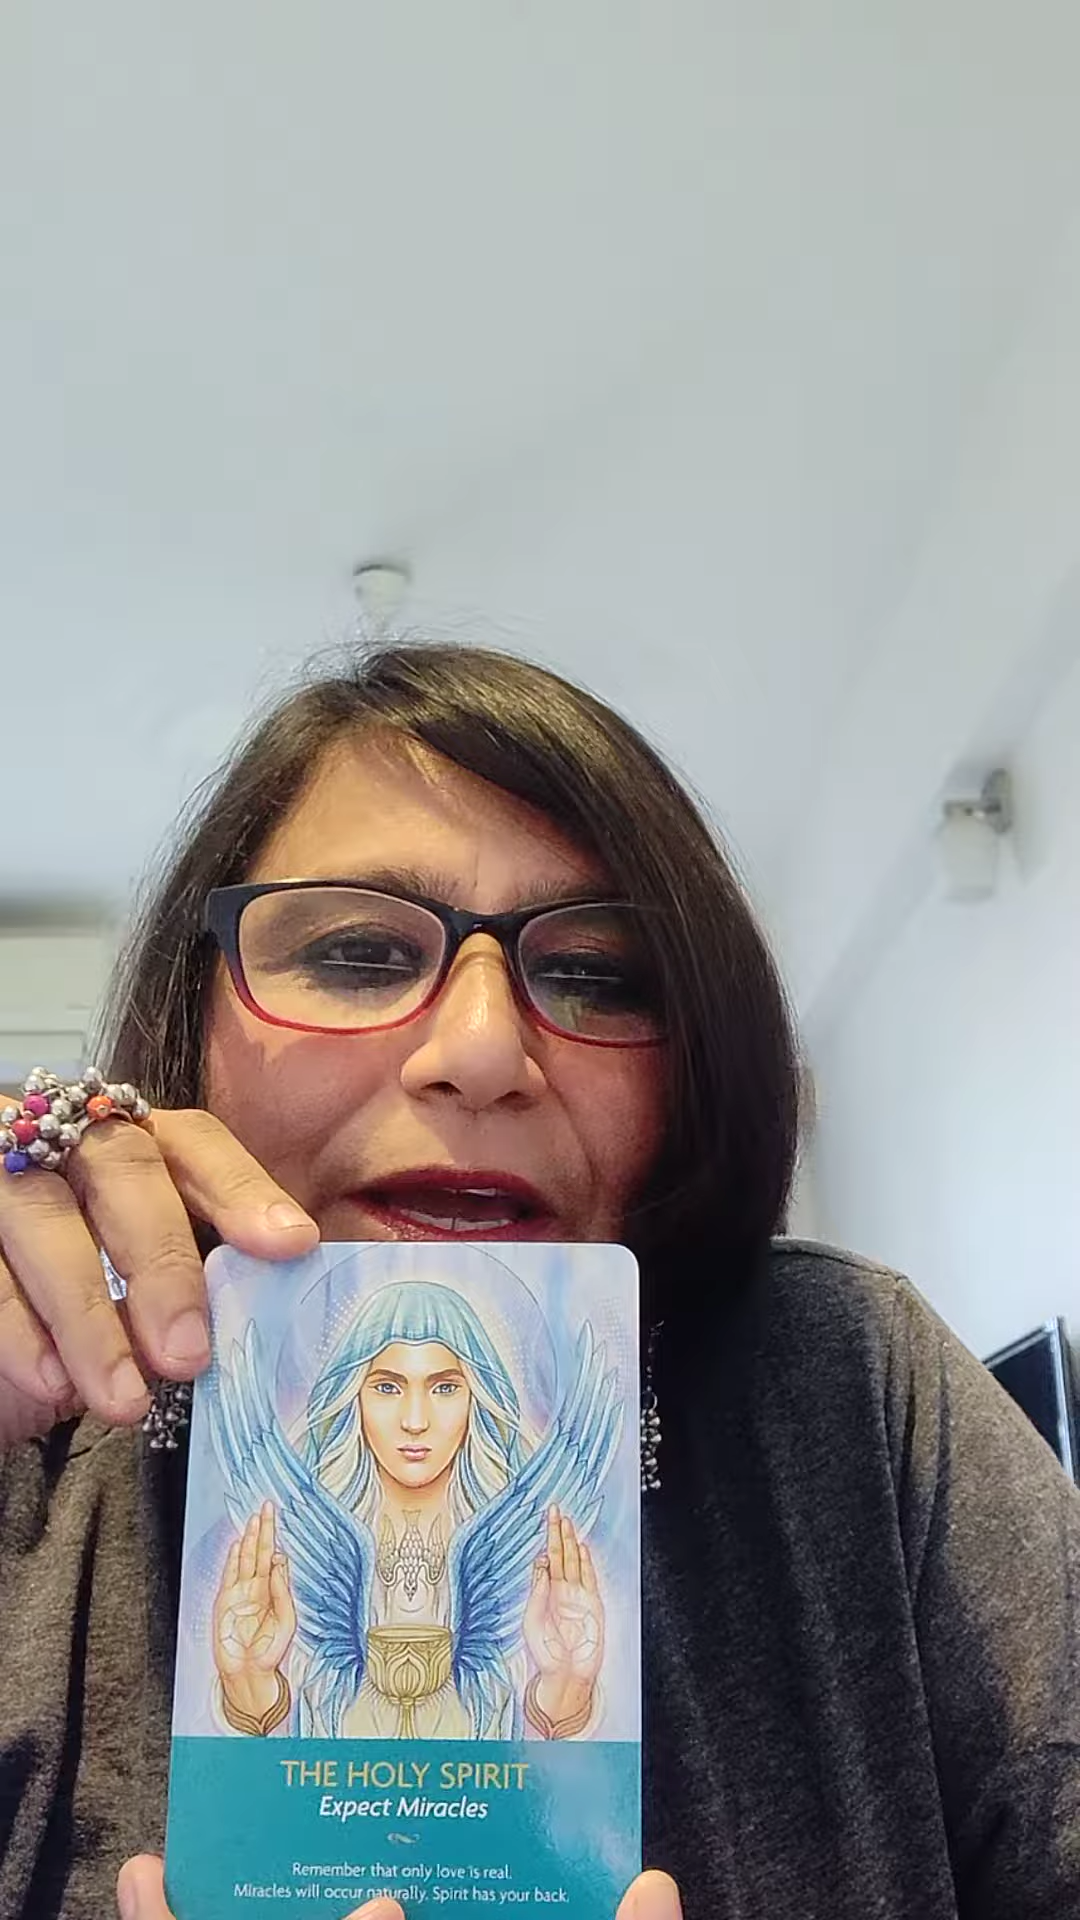 THE HOLY SPIRIT
Expect Miracles
Remember that only love is real.
Miracles will occur naturally. Spirit has your back.